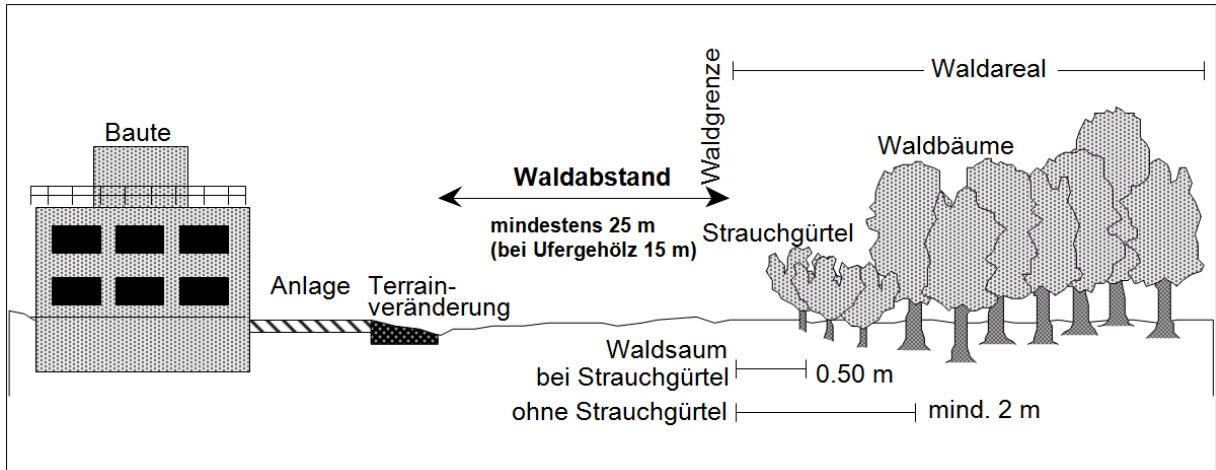 Waldareal
Waldgrenze
Baute
Waldbäume
Waldabstand
mindestens 25 m
(bei Ufergehölz 15 m)
Strauchgürtel
Anlage
Terrain-
veränderung
Waldsaum
bei Strauchgürtel
0.50 m
ohne Strauchgürtel
mind. 2 m